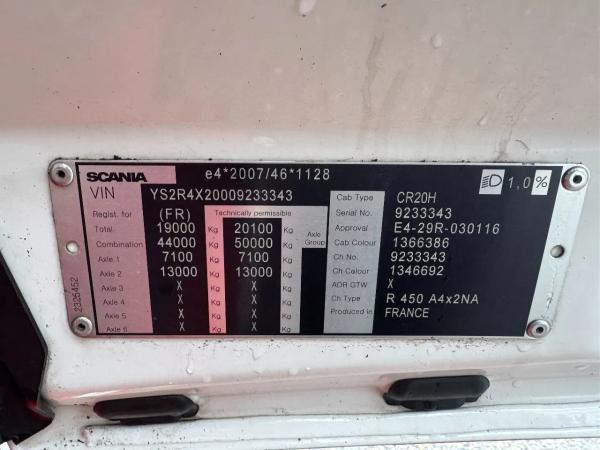 SCANIA e4*2007/46*1128
VIN YS2R4X20009233343
1,0%
Regist. for (FR) Technically permissible
Total 19000 Kg 20100 Kg Axle Group
Combination 44000 Kg 50000 Kg
Axle 1 7100 Kg 7100 Kg
Axle 2 13000 Kg 13000 Kg
Axle 3 X Kg X Kg
Axle 4 X Kg X Kg
Axle 5 X Kg X Kg
Axle 6 X Kg X Kg
Cab Type CR20H
Serial No. 9233343
Approval E4-29R-030116
Cab Colour 1366386
Ch No. 9233343
Ch Colour 1346692
ADR GTW X
Ch Type R 450 A4x2NA
Produced in FRANCE
2325452